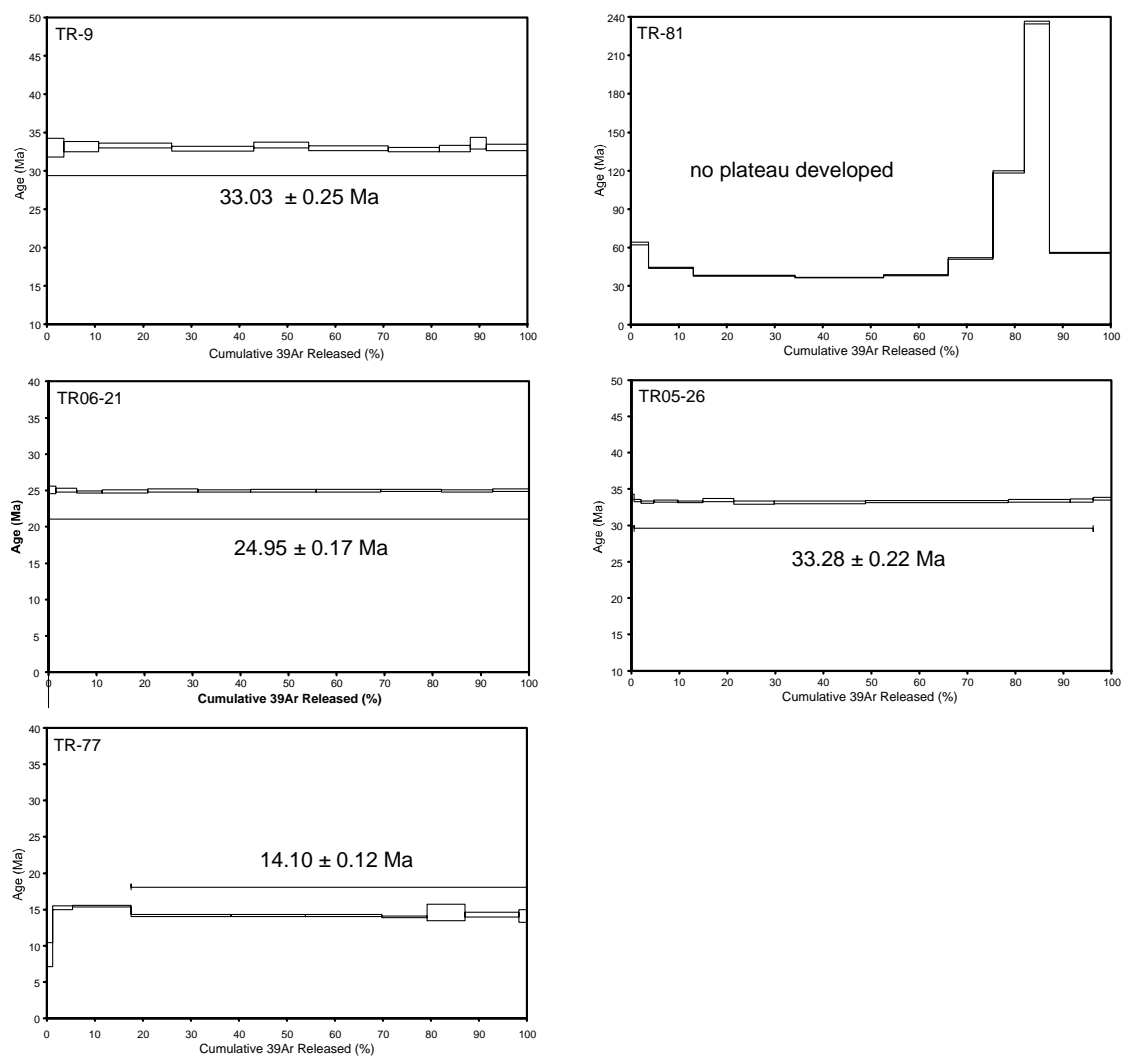 TR-9
50
45
40
35
30
25
20
15
10
Age (Ma)
33.03 ± 0.25 Ma
0 10 20 30 40 50 60 70 80 90 100
Cumulative 39Ar Released (%)
TR-81
240
210
180
150
120
90
60
30
0
Age (Ma)
no plateau developed
0 10 20 30 40 50 60 70 80 90 100
Cumulative 39Ar Released (%)
TR06-21
40
35
30
25
20
15
10
5
0
Age (Ma)
24.95 ± 0.17 Ma
0 10 20 30 40 50 60 70 80 90 100
Cumulative 39Ar Released (%)
TR05-26
50
45
40
35
30
25
20
15
10
Age (Ma)
33.28 ± 0.22 Ma
0 10 20 30 40 50 60 70 80 90 100
Cumulative 39Ar Released (%)
TR-77
40
35
30
25
20
15
10
5
0
Age (Ma)
14.10 ± 0.12 Ma
0 10 20 30 40 50 60 70 80 90 100
Cumulative 39Ar Released (%)